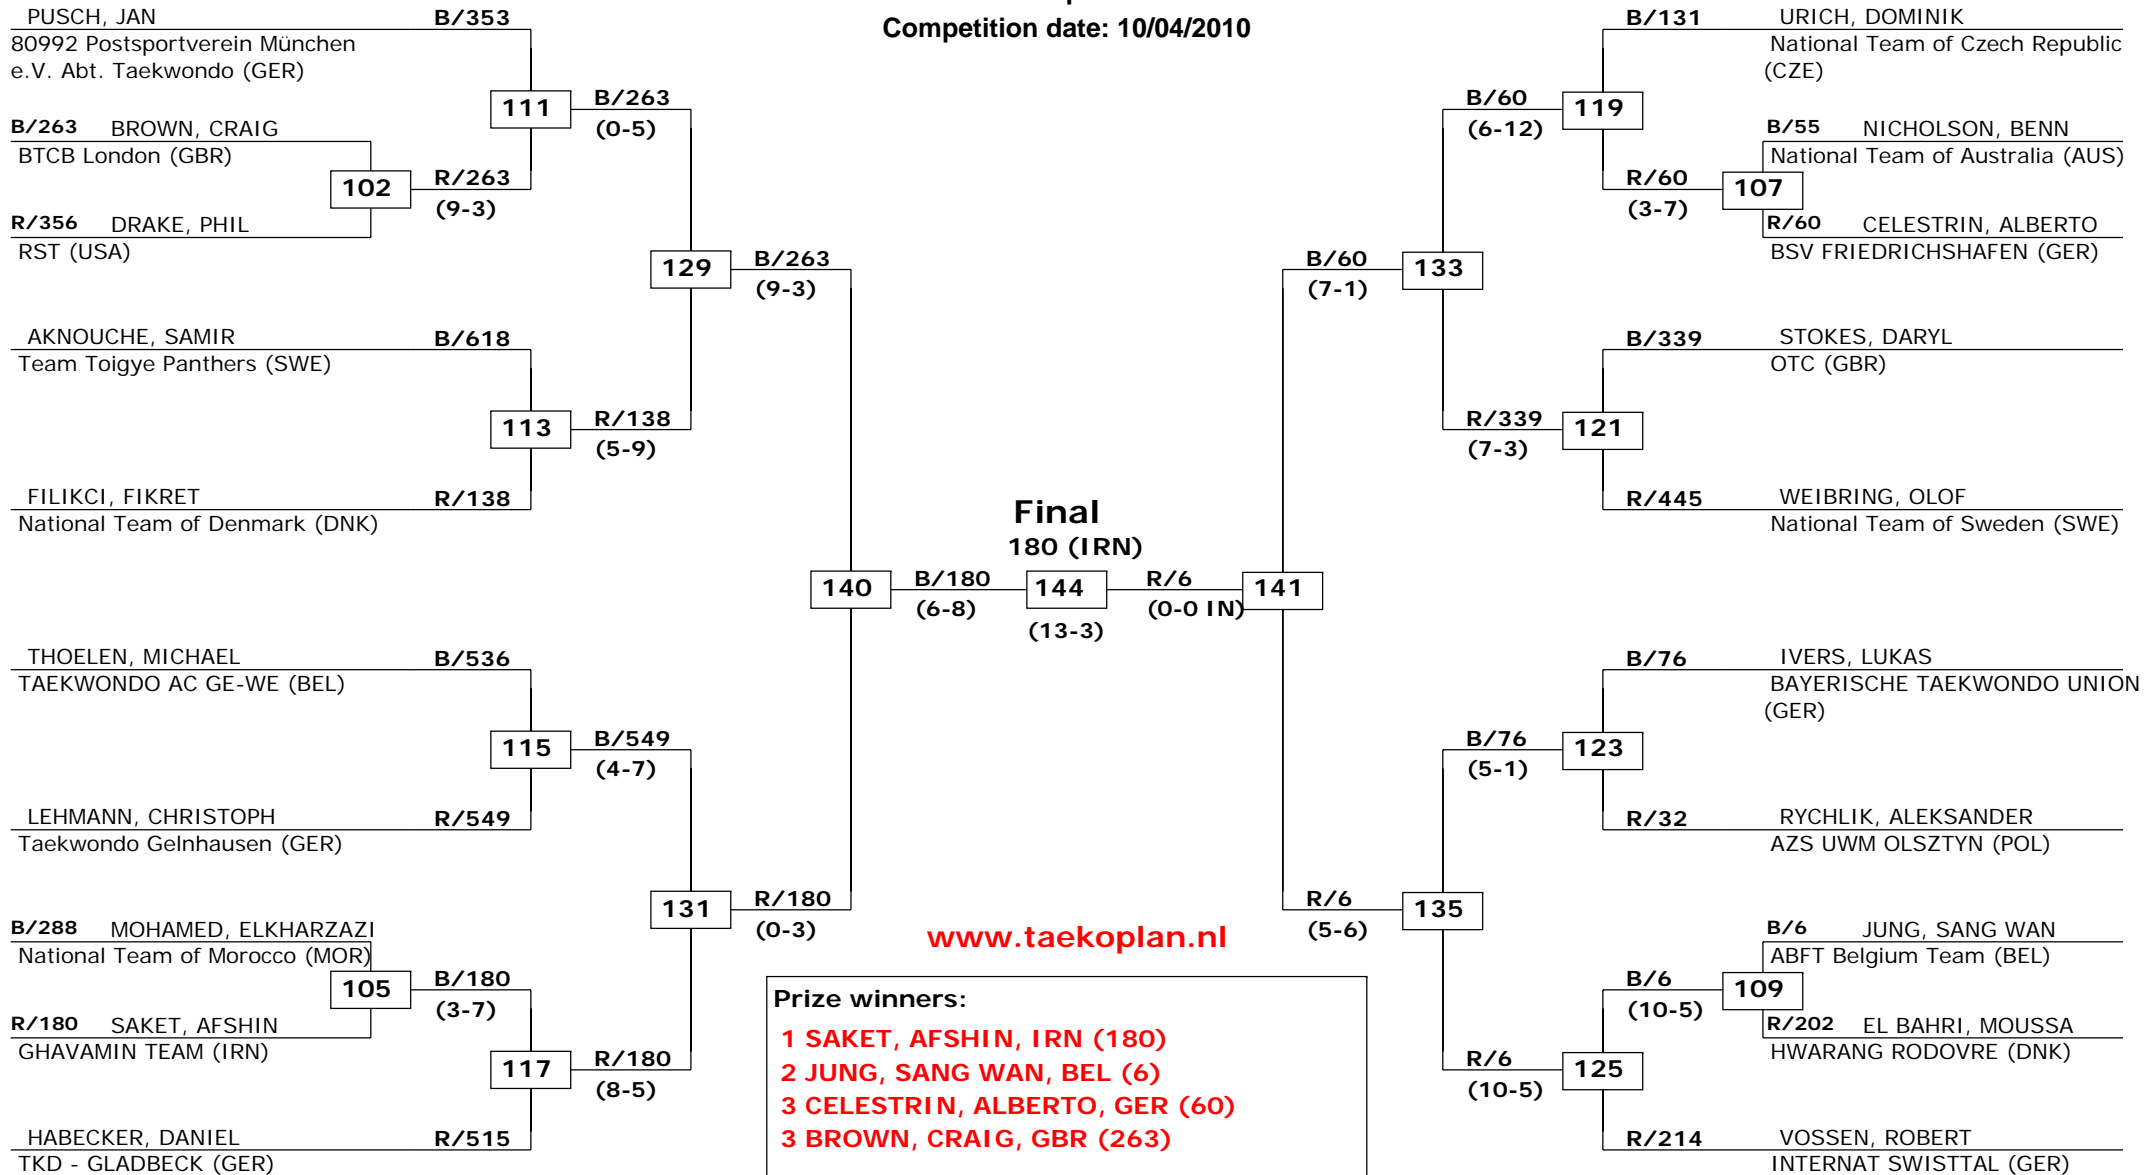 Competition date: 10/04/2010
PUSCH, JAN B/353
80992 Postsportverein München
e.V. Abt. Taekwondo (GER)
111
B/263
(0-5)
B/263 BROWN, CRAIG
BTCB London (GBR)
102
R/263
(9-3)
R/356 DRAKE, PHIL
RST (USA)
129
B/263
(9-3)
AKNOUCHE, SAMIR B/618
Team Toigye Panthers (SWE)
113
R/138
(5-9)
FILIKCI, FIKRET R/138
National Team of Denmark (DNK)
140
B/180
(6-8)
THOELEN, MICHAEL B/536
TAEKWONDO AC GE-WE (BEL)
115
B/549
(4-7)
LEHMANN, CHRISTOPH R/549
Taekwondo Gelnhausen (GER)
131
R/180
(0-3)
B/288 MOHAMED, ELKHARZAZI
National Team of Morocco (MOR)
105
B/180
(3-7)
R/180 SAKET, AFSHIN
GHAVAMIN TEAM (IRN)
117
R/180
(8-5)
HABECKER, DANIEL R/515
TKD - GLADBECK (GER)
Final
180 (IRN)
144
(13-3)
R/6
(0-0 IN)
141
B/131 URICH, DOMINIK
National Team of Czech Republic
(CZE)
B/60
(6-12)
119
B/55 NICHOLSON, BENN
National Team of Australia (AUS)
R/60
(3-7)
107
R/60 CELESTRIN, ALBERTO
BSV FRIEDRICHSHAFEN (GER)
B/60
(7-1)
133
B/339 STOKES, DARYL
OTC (GBR)
R/339
(7-3)
121
R/445 WEIBRING, OLOF
National Team of Sweden (SWE)
B/76 IVERS, LUKAS
BAYERISCHE TAEKWONDO UNION
(GER)
B/76
(5-1)
123
R/32 RYCHLIK, ALEKSANDER
AZS UWM OLSZTYN (POL)
R/6
(5-6)
135
B/6 JUNG, SANG WAN
ABFT Belgium Team (BEL)
B/6
(10-5)
109
R/202 EL BAHRI, MOUSSA
HWARANG RODOVRE (DNK)
R/6
(10-5)
125
R/214 VOSSEN, ROBERT
INTERNAT SWISTTAL (GER)
www.taekoplan.nl
Prize winners:
1 SAKET, AFSHIN, IRN (180)
2 JUNG, SANG WAN, BEL (6)
3 CELESTRIN, ALBERTO, GER (60)
3 BROWN, CRAIG, GBR (263)